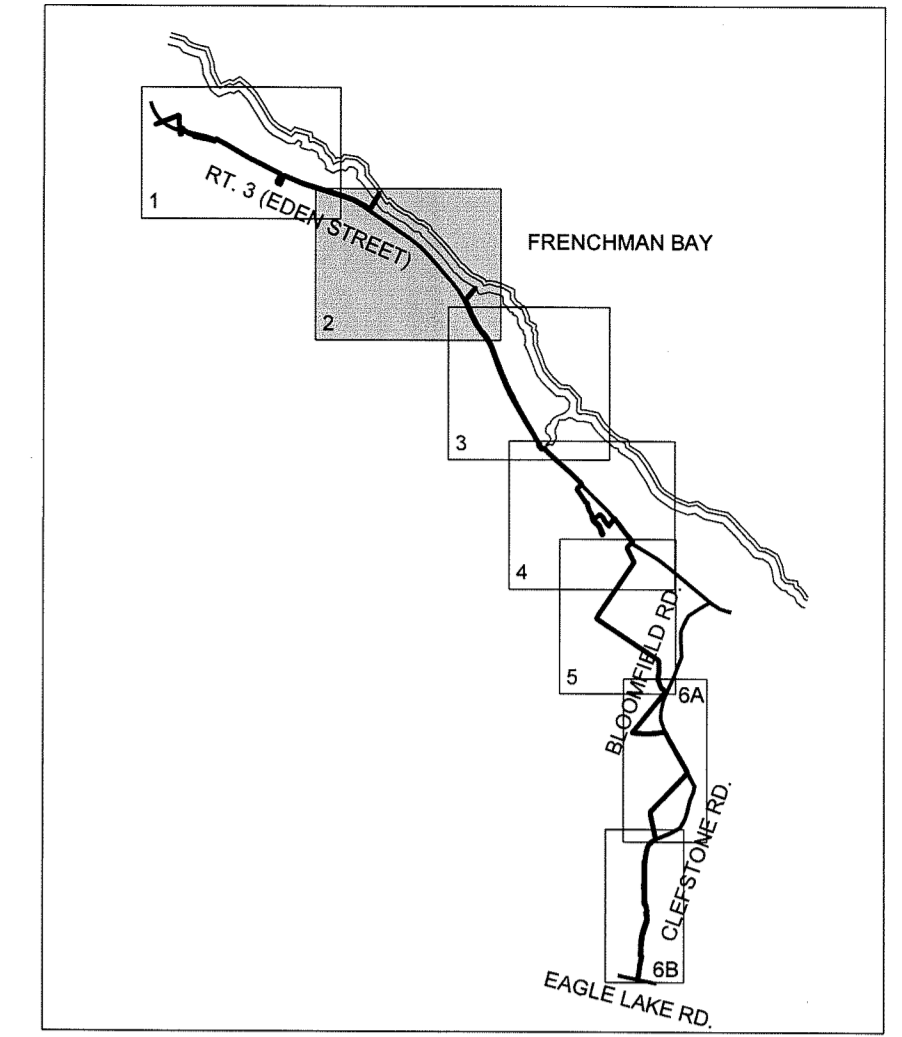 1
RT. 3 (EDEN STREET)
FRENCHMAN BAY
2
3
4
5
BLOOMFIELD RD.
6A
CLEFSTONE RD.
6B
EAGLE LAKE RD.